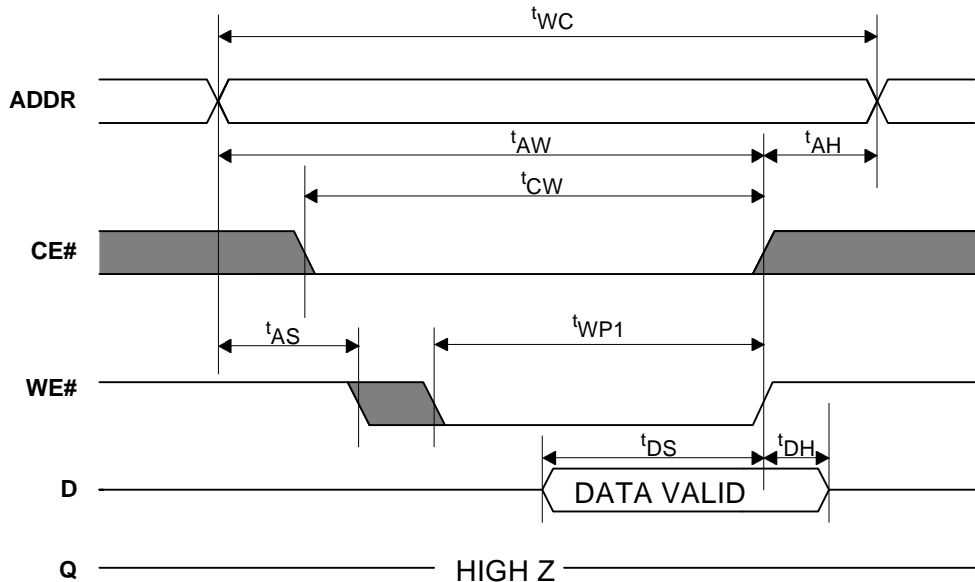 tWC
ADDR
tAW
tAH
tCW
CE#
tAS
tWP1
WE#
tDS
tDH
D
DATA VALID
Q
HIGH Z